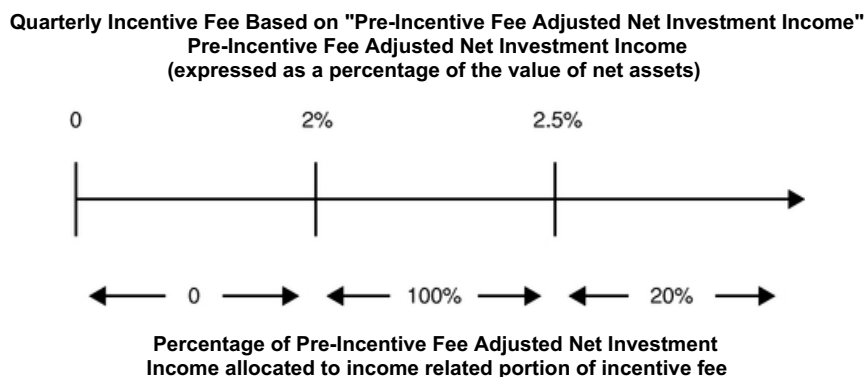 Quarterly Incentive Fee Based on "Pre-Incentive Fee Adjusted Net Investment Income"
Pre-Incentive Fee Adjusted Net Investment Income
(expressed as a percentage of the value of net assets)
0 2% 2.5%
0 100% 20%
Percentage of Pre-Incentive Fee Adjusted Net Investment
Income allocated to income related portion of incentive fee